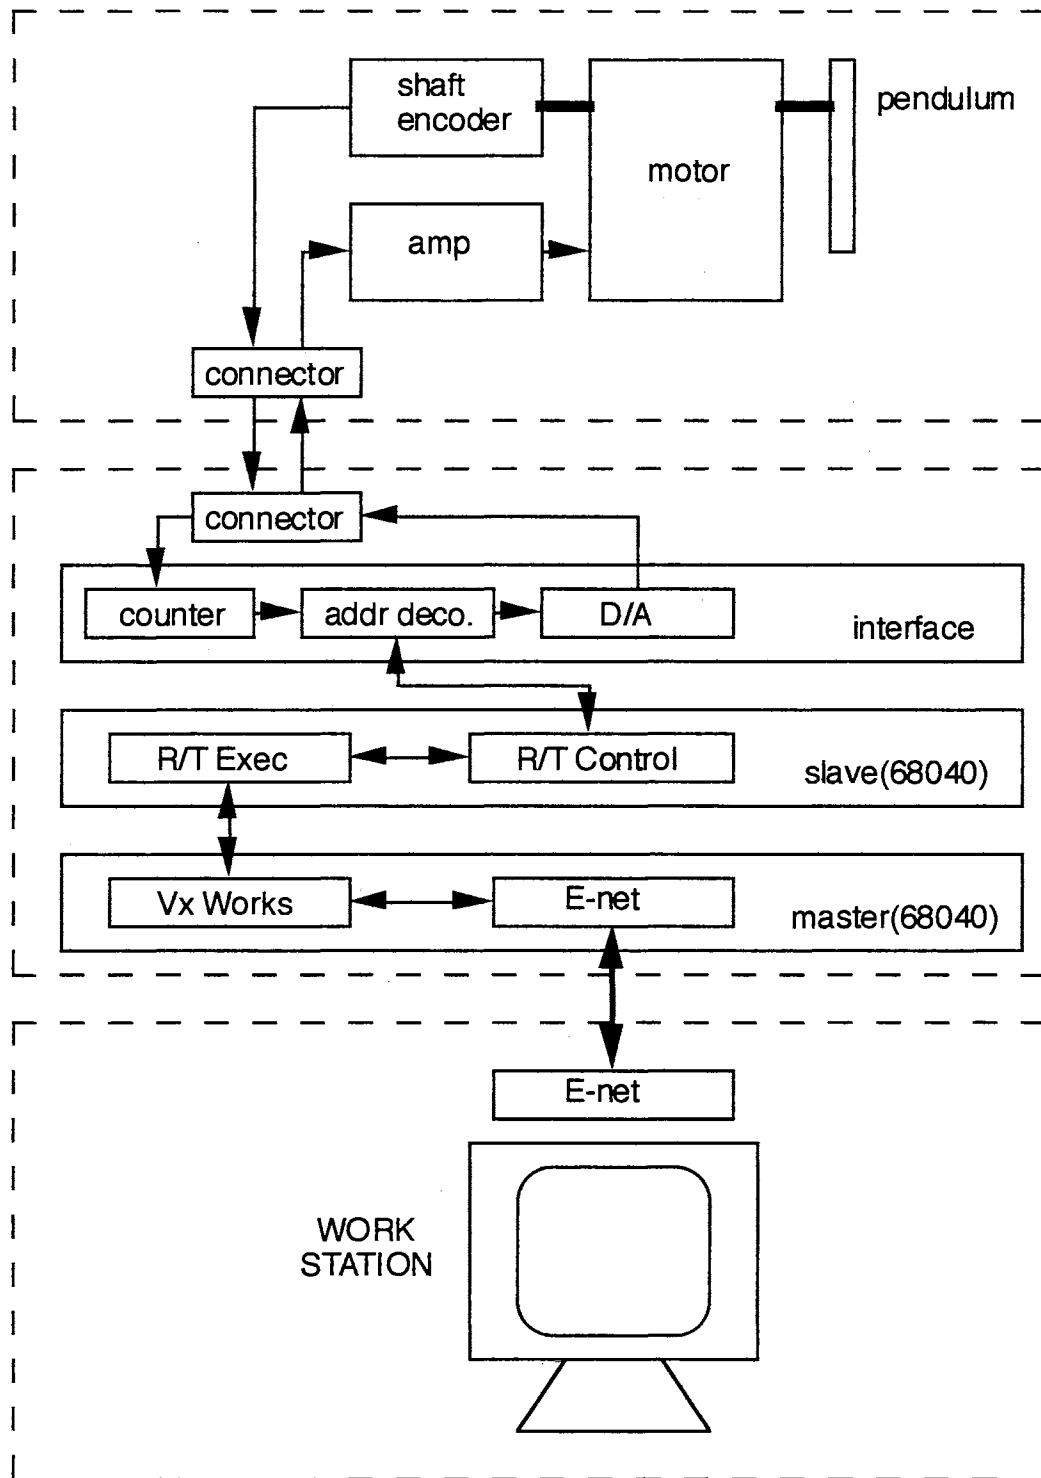 shaft
encoder
motor
pendulum
amp
connector
connector
counter
addr deco.
D/A
interface
R/T Exec
R/T Control
slave(68040)
Vx Works
E-net
master(68040)
E-net
WORK
STATION